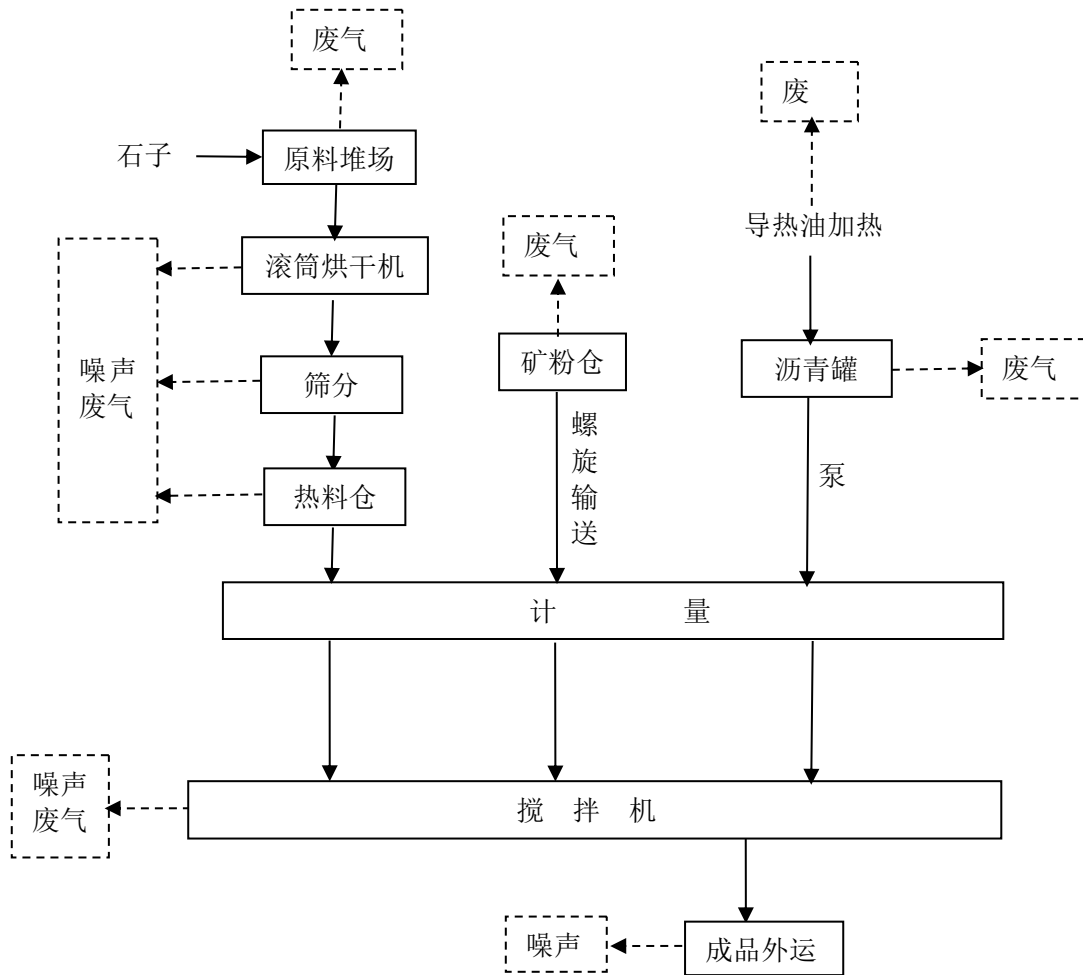 废气
废
石子
原料堆场
导热油加热
废气
滚筒烘干机
噪声
废气
矿粉仓
沥青罐
废气
筛分
螺旋输送
泵
热料仓
计 量
噪声
废气
搅 拌 机
噪声
成品外运